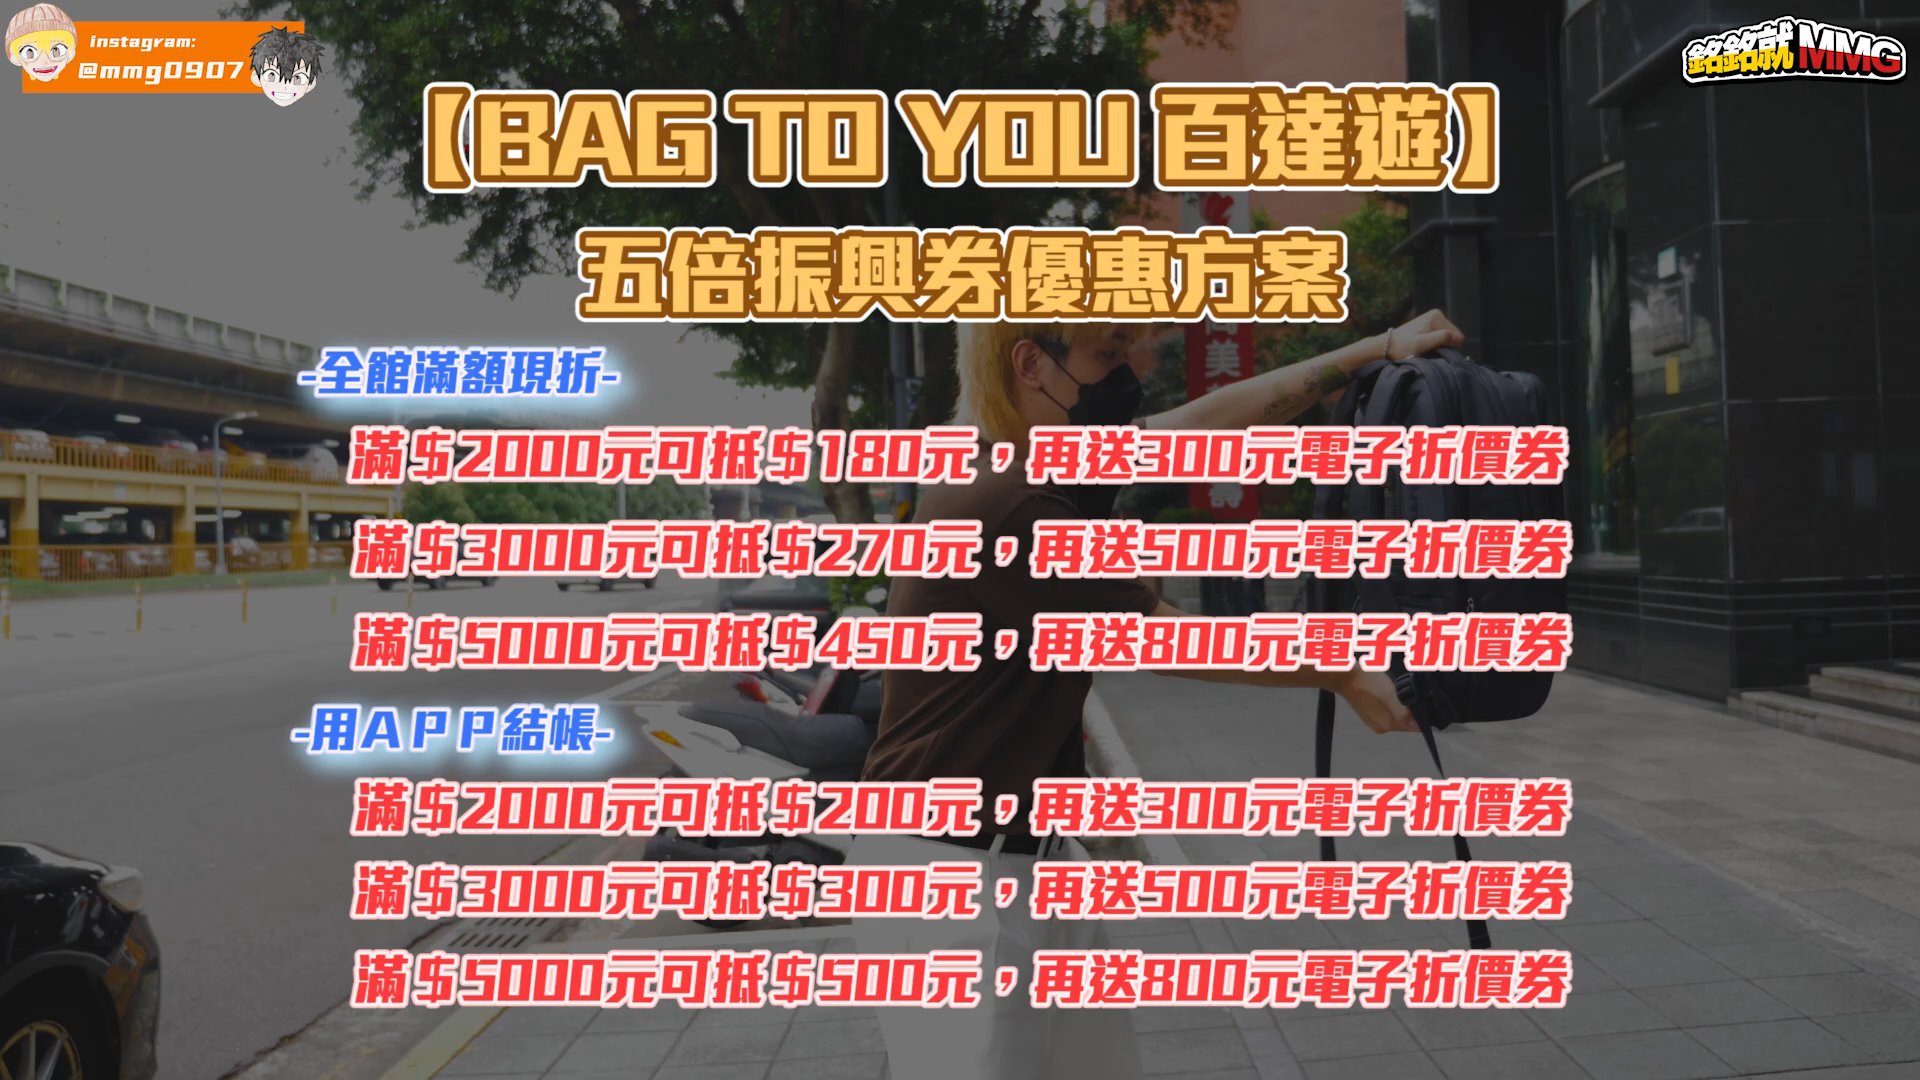 instagram:
@mmg0907
銘銘就MMG
【BAG TO YOU 百達遊】
五倍振興券優惠方案
-全館滿額現折-
滿$2000元可抵$180元，再送300元電子折價券
滿$3000元可抵$270元，再送500元電子折價券
滿$5000元可抵$450元，再送800元電子折價券
-用APP結帳-
滿$2000元可抵$200元，再送300元電子折價券
滿$3000元可抵$300元，再送500元電子折價券
滿$5000元可抵$500元，再送800元電子折價券